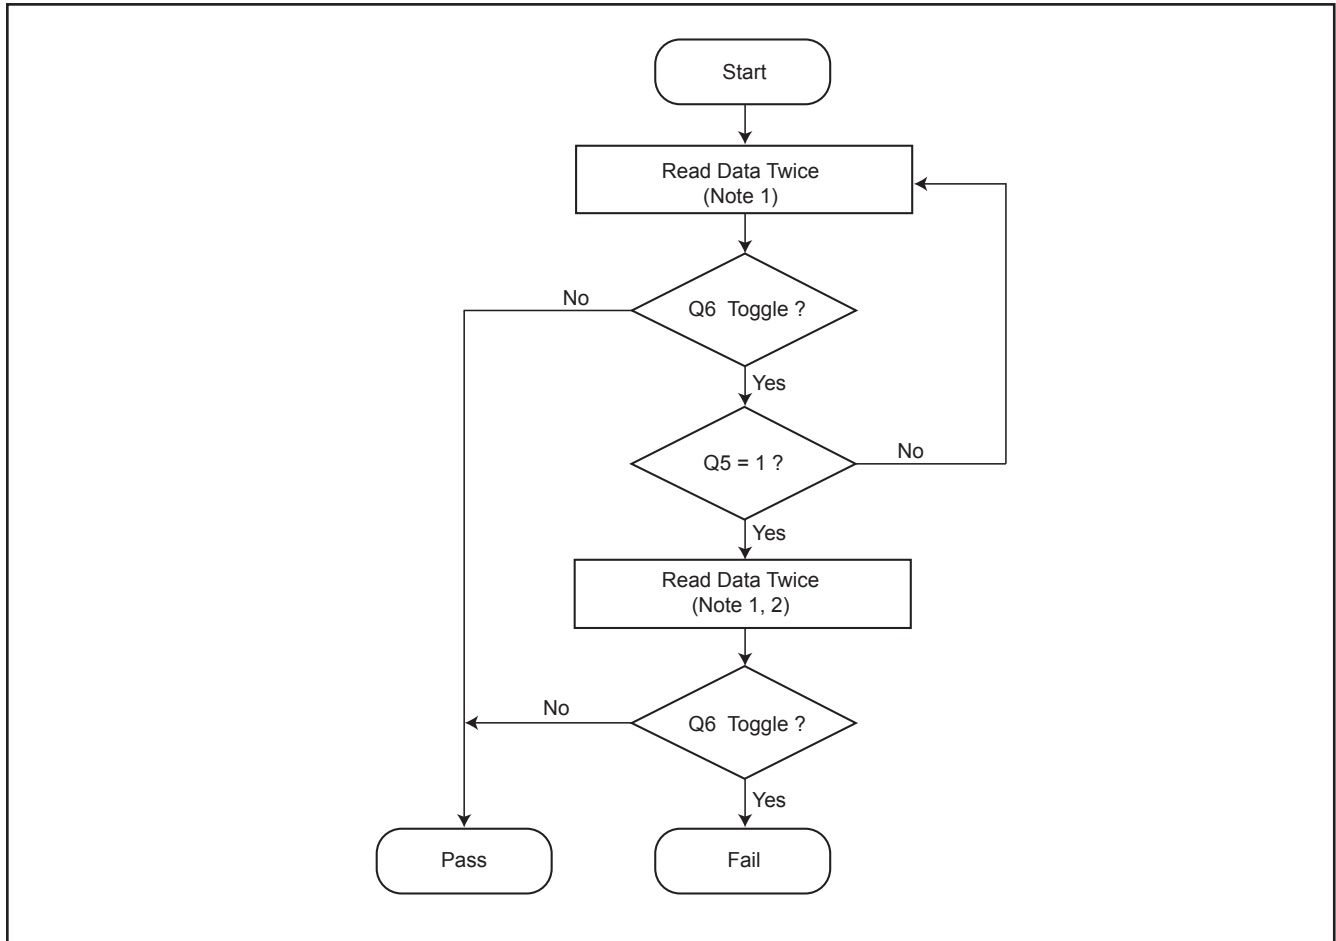 Start
Read Data Twice
(Note 1)
No
Q6 Toggle ?
Yes
Q5 = 1 ?
No
Yes
Read Data Twice
(Note 1, 2)
No
Q6 Toggle ?
Yes
Pass
Fail